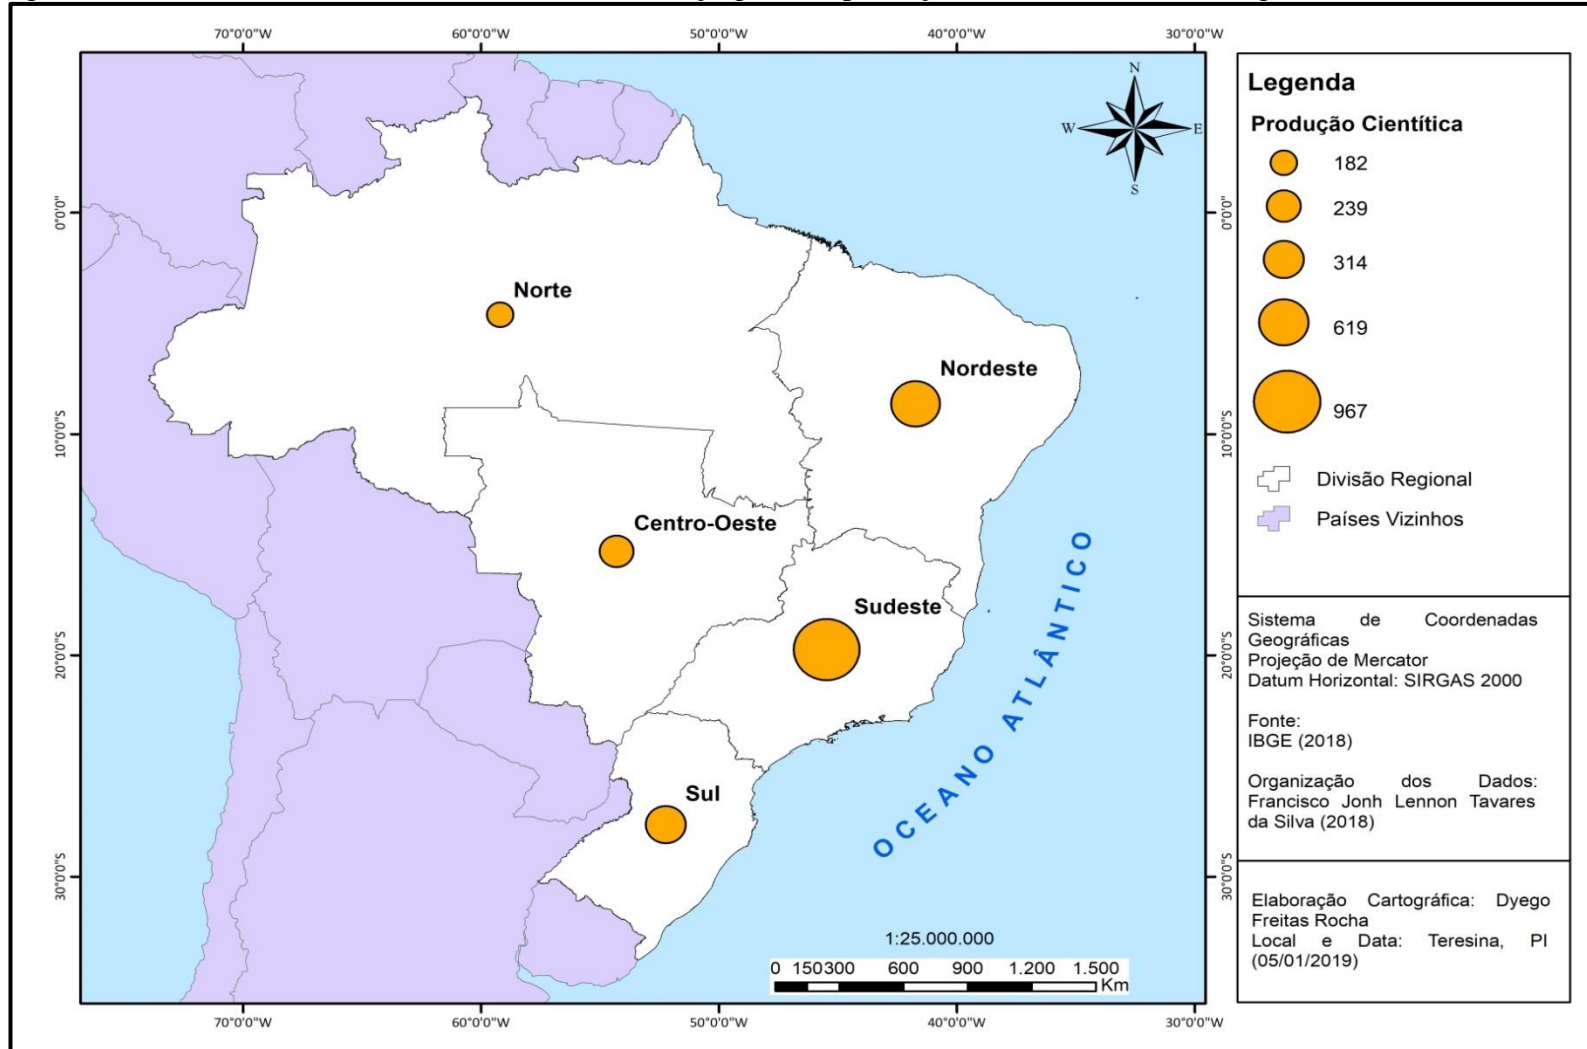 70°0'0"W 60°0'0"W 50°0'0"W 40°0'0"W 30°0'0"W
N
W E
S
0°0'0" 0°0'0"
Norte
Nordeste
10°0'0"S 10°0'0"S
Centro-Oeste
Sudeste
20°0'0"S 20°0'0"S
OCEANO ATLÂNTICO
Sul
30°0'0"S 30°0'0"S
1:25.000.000
0 150 300 600 900 1.200 1.500
Km
70°0'0"W 60°0'0"W 50°0'0"W 40°0'0"W 30°0'0"W
Legenda
Produção Cientítica
182
239
314
619
967
Divisão Regional
Países Vizinhos
Sistema de Coordenadas
Geográficas
Projeção de Mercator
Datum Horizontal: SIRGAS 2000
Fonte:
IBGE (2018)
Organização dos Dados:
Francisco Jonh Lennon Tavares
da Silva (2018)
Elaboração Cartográfica: Dyego
Freitas Rocha
Local e Data: Teresina, PI
(05/01/2019)